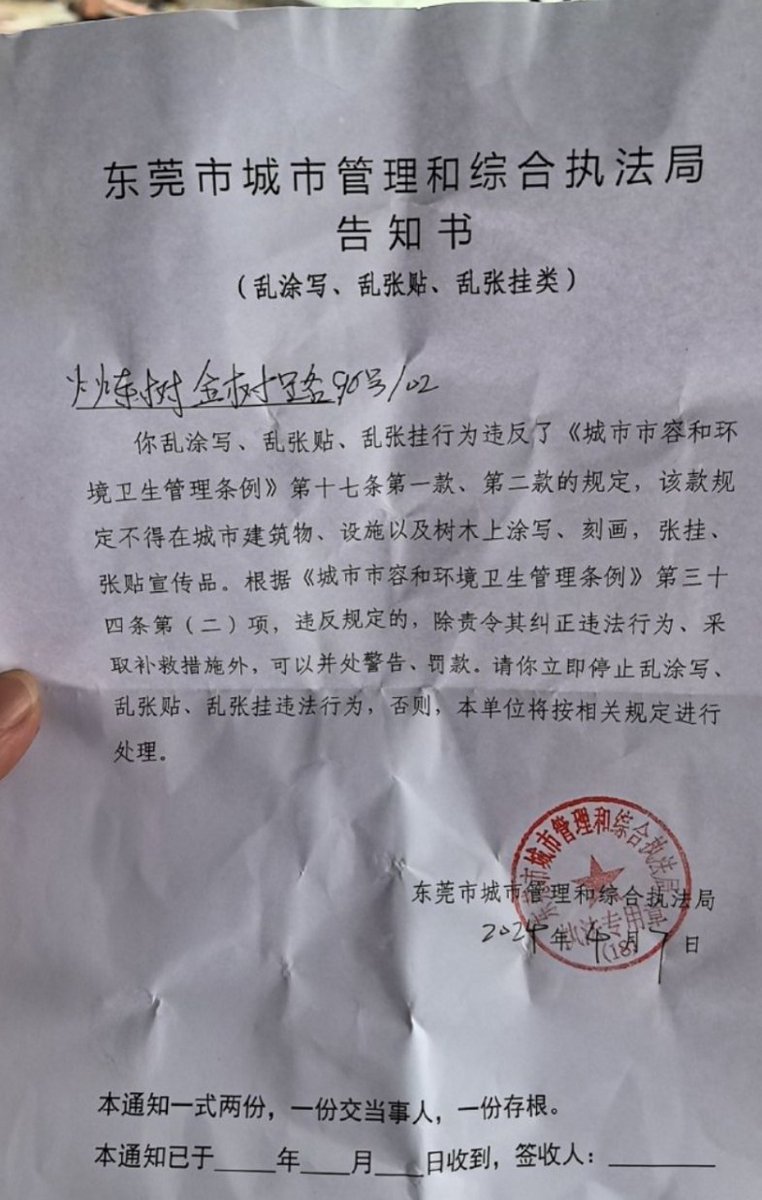 东莞市城市管理和综合执法局
告知书
（乱涂写、乱张贴、乱张挂类）
树金树路96号102
你乱涂写、乱张贴、乱张挂行为违反了《城市市容和环
境卫生管理条例》第十七条第一款、第二款的规定，该款规
定不得在城市建筑物、设施以及树木上涂写、刻画，张挂、
张贴宣传品。根据《城市市容和环境卫生管理条例》第三十
四条第（二）项，违反规定的，除责令其纠正违法行为、采
取补救措施外，可以并处警告、罚款。请你立即停止乱涂写、
乱张贴、乱张挂违法行为，否则，本单位将按相关规定进行
处理。
东莞市城市管理和综合执法局
执法专用章
(18)
东莞市城市管理和综合执法局
2024年4月7日
本通知一式两份，一份交当事人，一份存根。
本通知已于____年____月____日收到，签收人：________